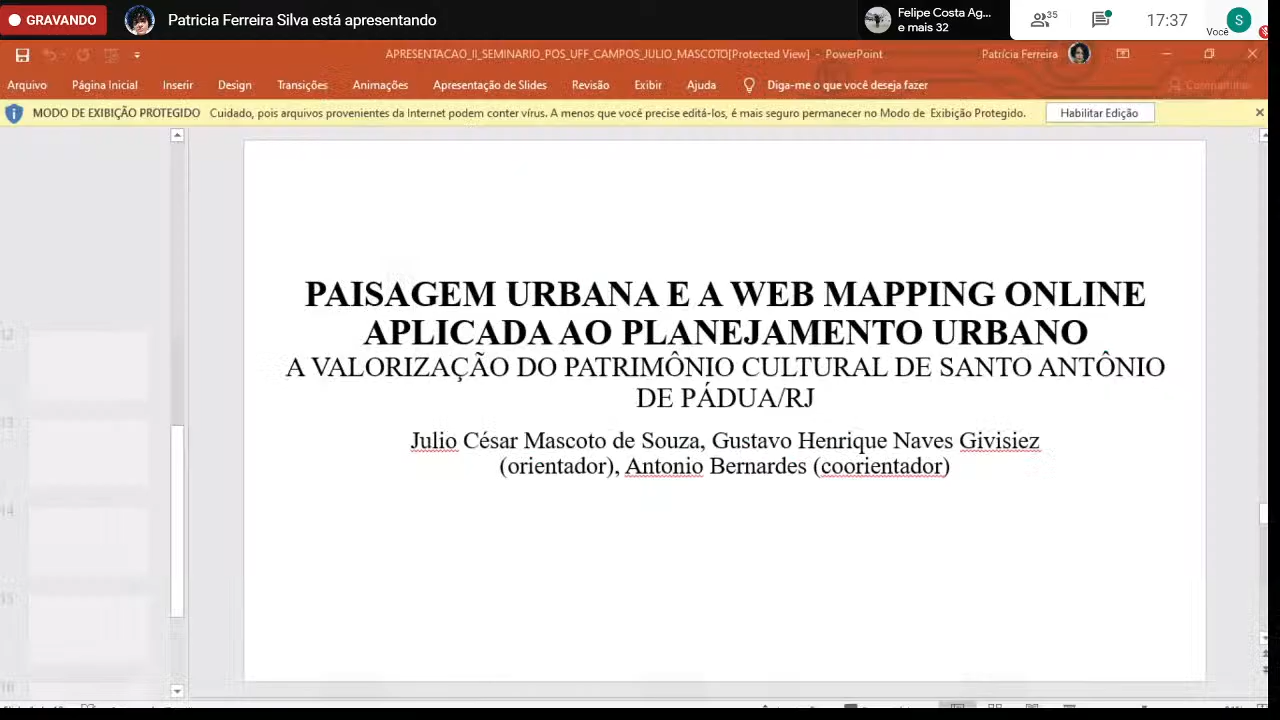 GRAVANDO
Patricia Ferreira Silva está apresentando
Felipe Costa Ag...
e mais 32
35
17:37
Você
S
APRESENTACAO_II_SEMINARIO_POS_UFF_CAMPOS_JULIO_MASCOTO[Protected View] - PowerPoint
Patrícia Ferreira
Arquivo Página Inicial Inserir Design Transições Animações Apresentação de Slides Revisão Exibir Ajuda Diga-me o que você deseja fazer Compartilhar
MODO DE EXIBIÇÃO PROTEGIDO Cuidado, pois arquivos provenientes da Internet podem conter vírus. A menos que você precise editá-los, é mais seguro permanecer no Modo de Exibição Protegido. Habilitar Edição
PAISAGEM URBANA E A WEB MAPPING ONLINE
APLICADA AO PLANEJAMENTO URBANO
A VALORIZAÇÃO DO PATRIMÔNIO CULTURAL DE SANTO ANTÔNIO
DE PÁDUA/RJ
Julio César Mascoto de Souza, Gustavo Henrique Naves Givisiez
(orientador), Antonio Bernardes (coorientador)
12
13
14
15